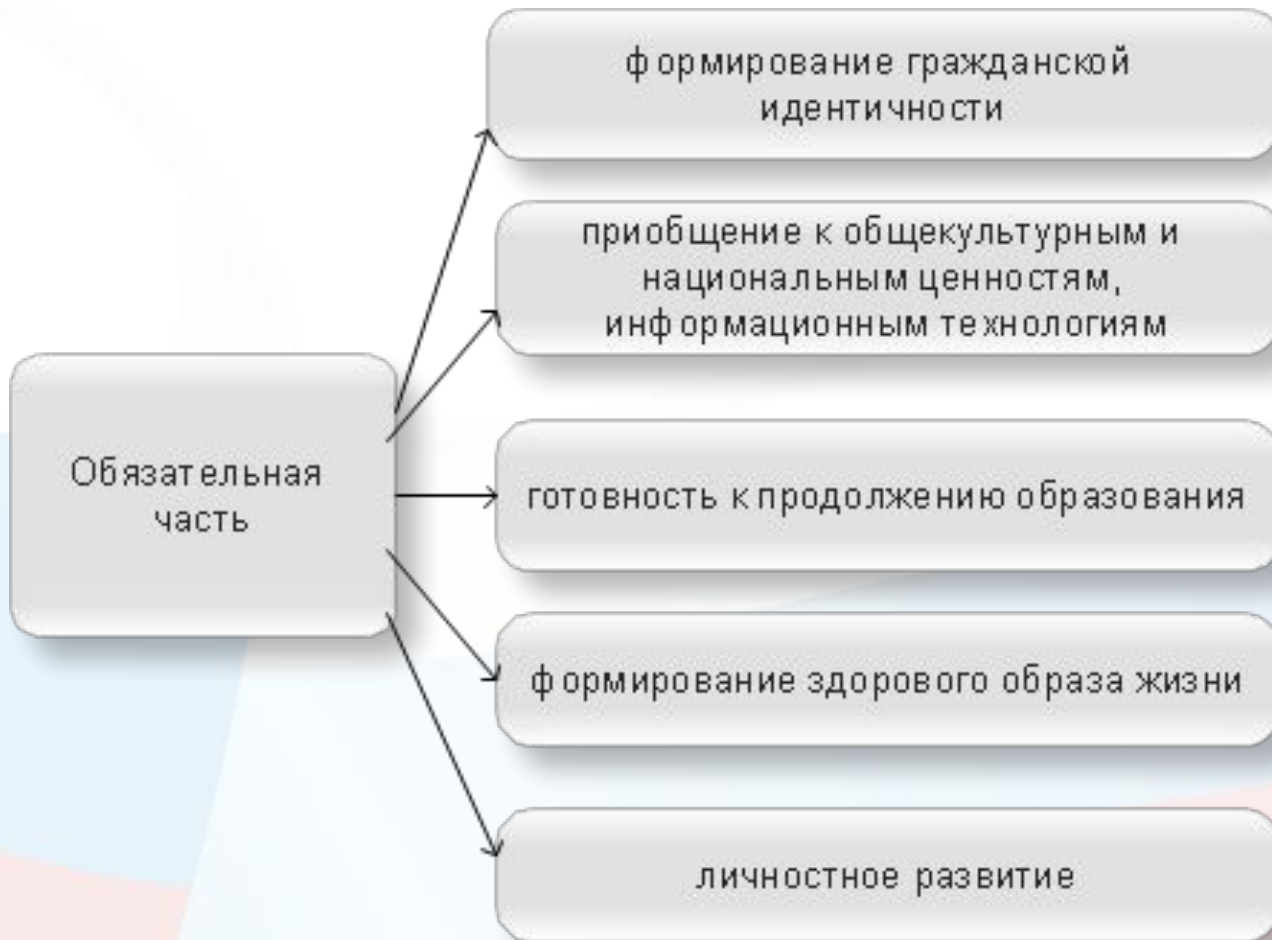 формирование гражданской
идентичности
приобщение к общекультурным и
национальным ценностям,
информационным технологиям
Обязательная
часть
готовность к продолжению образования
формирование здорового образа жизни
личностное развитие